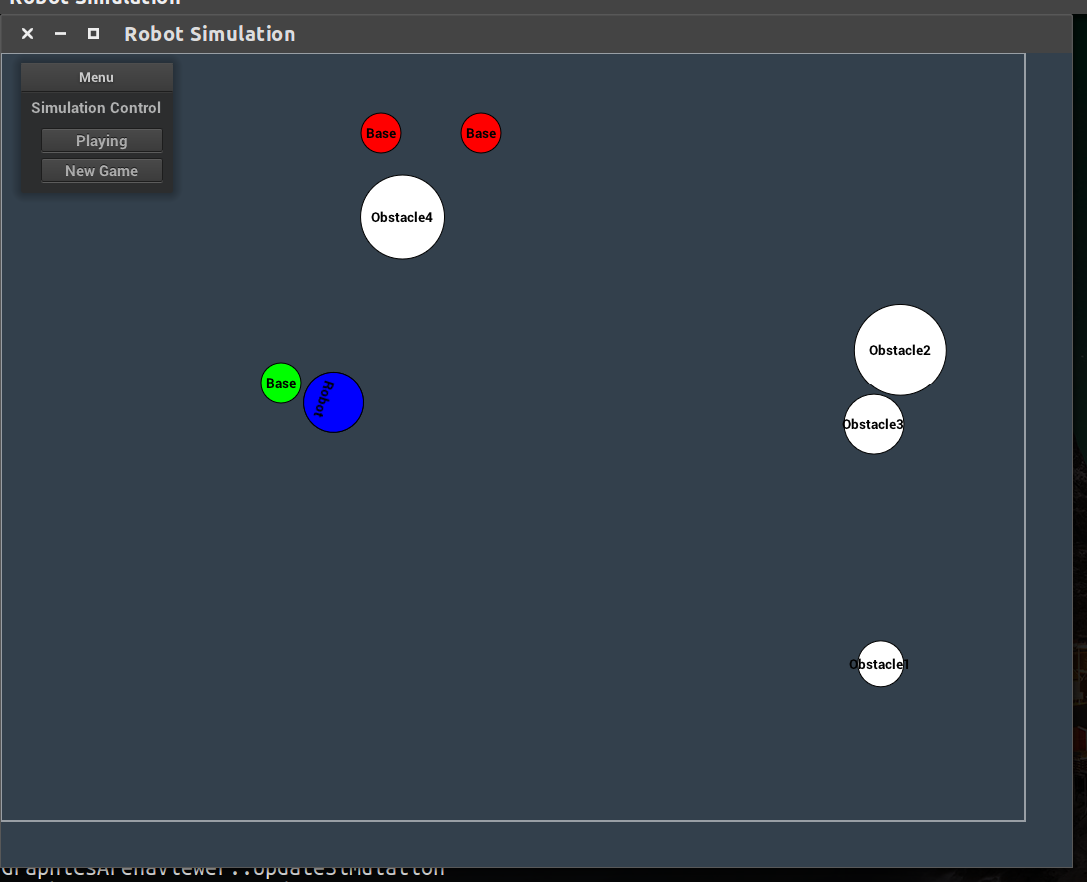 Robot Simulation
Robot Simulation
Menu
Simulation Control
Playing
New Game
Base
Base
Obstacle4
Obstacle2
Base
Robot
Obstacle3
Obstacle1
GraphicsArenaViewer::UpdateSimulation